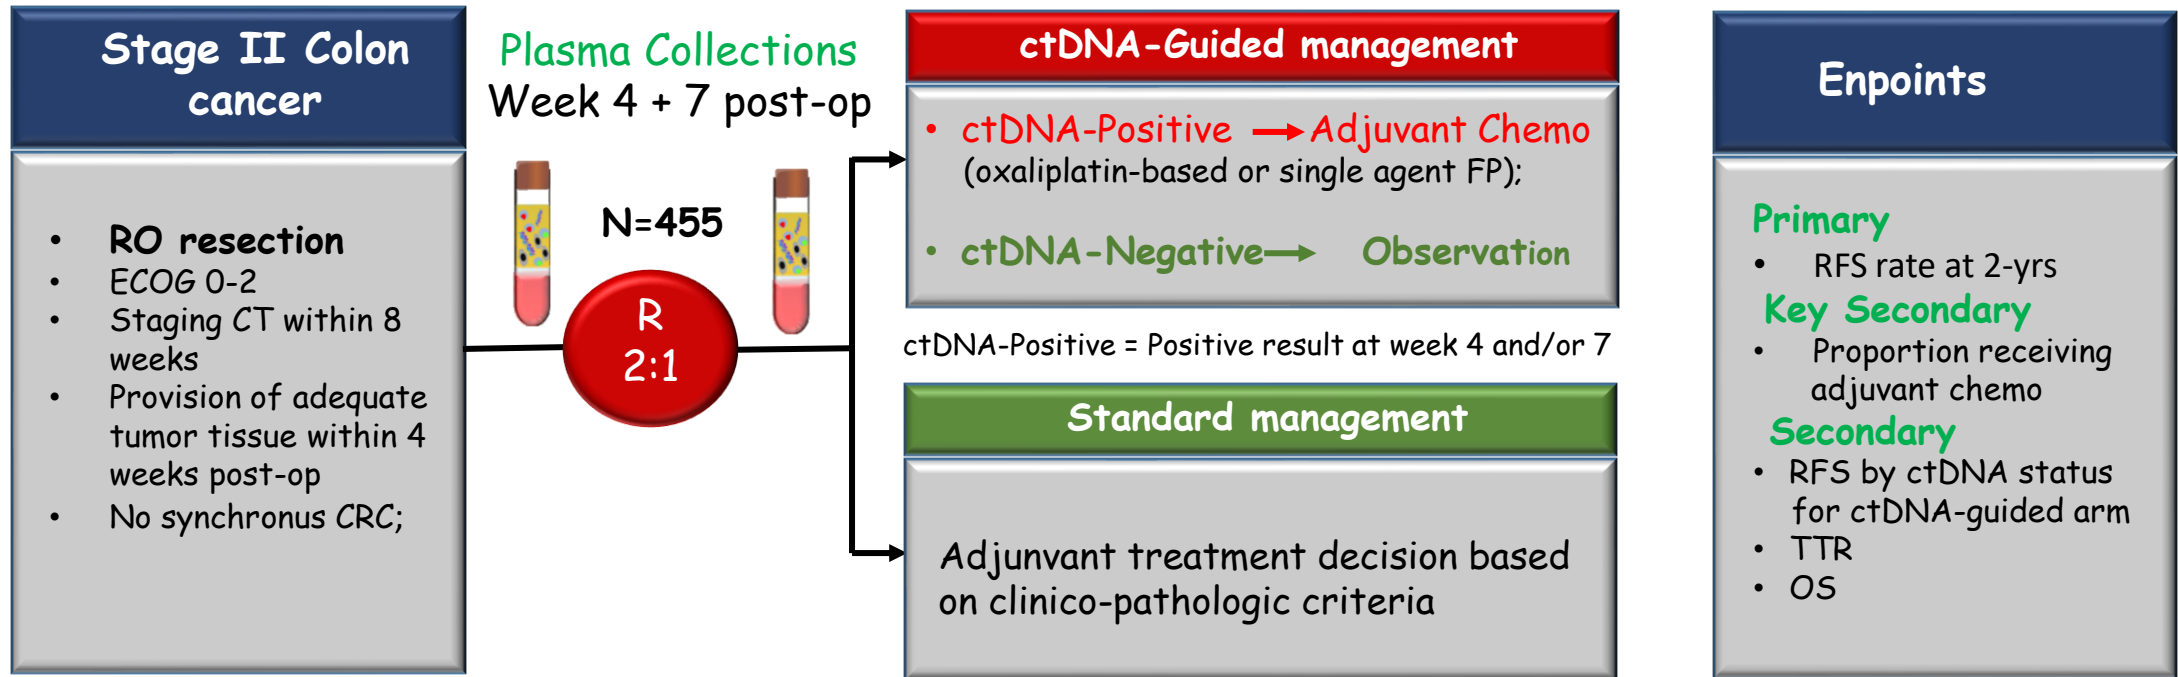 Stage II Colon
cancer
• RO resection
• ECOG 0-2
• Staging CT within 8
weeks
• Provision of adequate
tumor tissue within 4
weeks post-op
• No synchronus CRC;
Plasma Collections
Week 4 + 7 post-op
N=455
R
2:1
ctDNA-Guided management
• ctDNA-Positive → Adjuvant Chemo
(oxaliplatin-based or single agent FP);
• ctDNA-Negative → Observation
ctDNA-Positive = Positive result at week 4 and/or 7
Standard management
Adjunvant treatment decision based
on clinico-pathologic criteria
Enpoints
Primary
• RFS rate at 2-yrs
Key Secondary
• Proportion receiving
adjuvant chemo
Secondary
• RFS by ctDNA status
for ctDNA-guided arm
• TTR
• OS